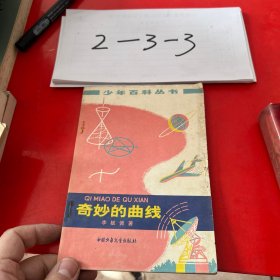 2-3-3
少年百科丛书
QI MIAO DE QU XIAN
奇妙的曲线
李毓佩著
中国少年儿童出版社